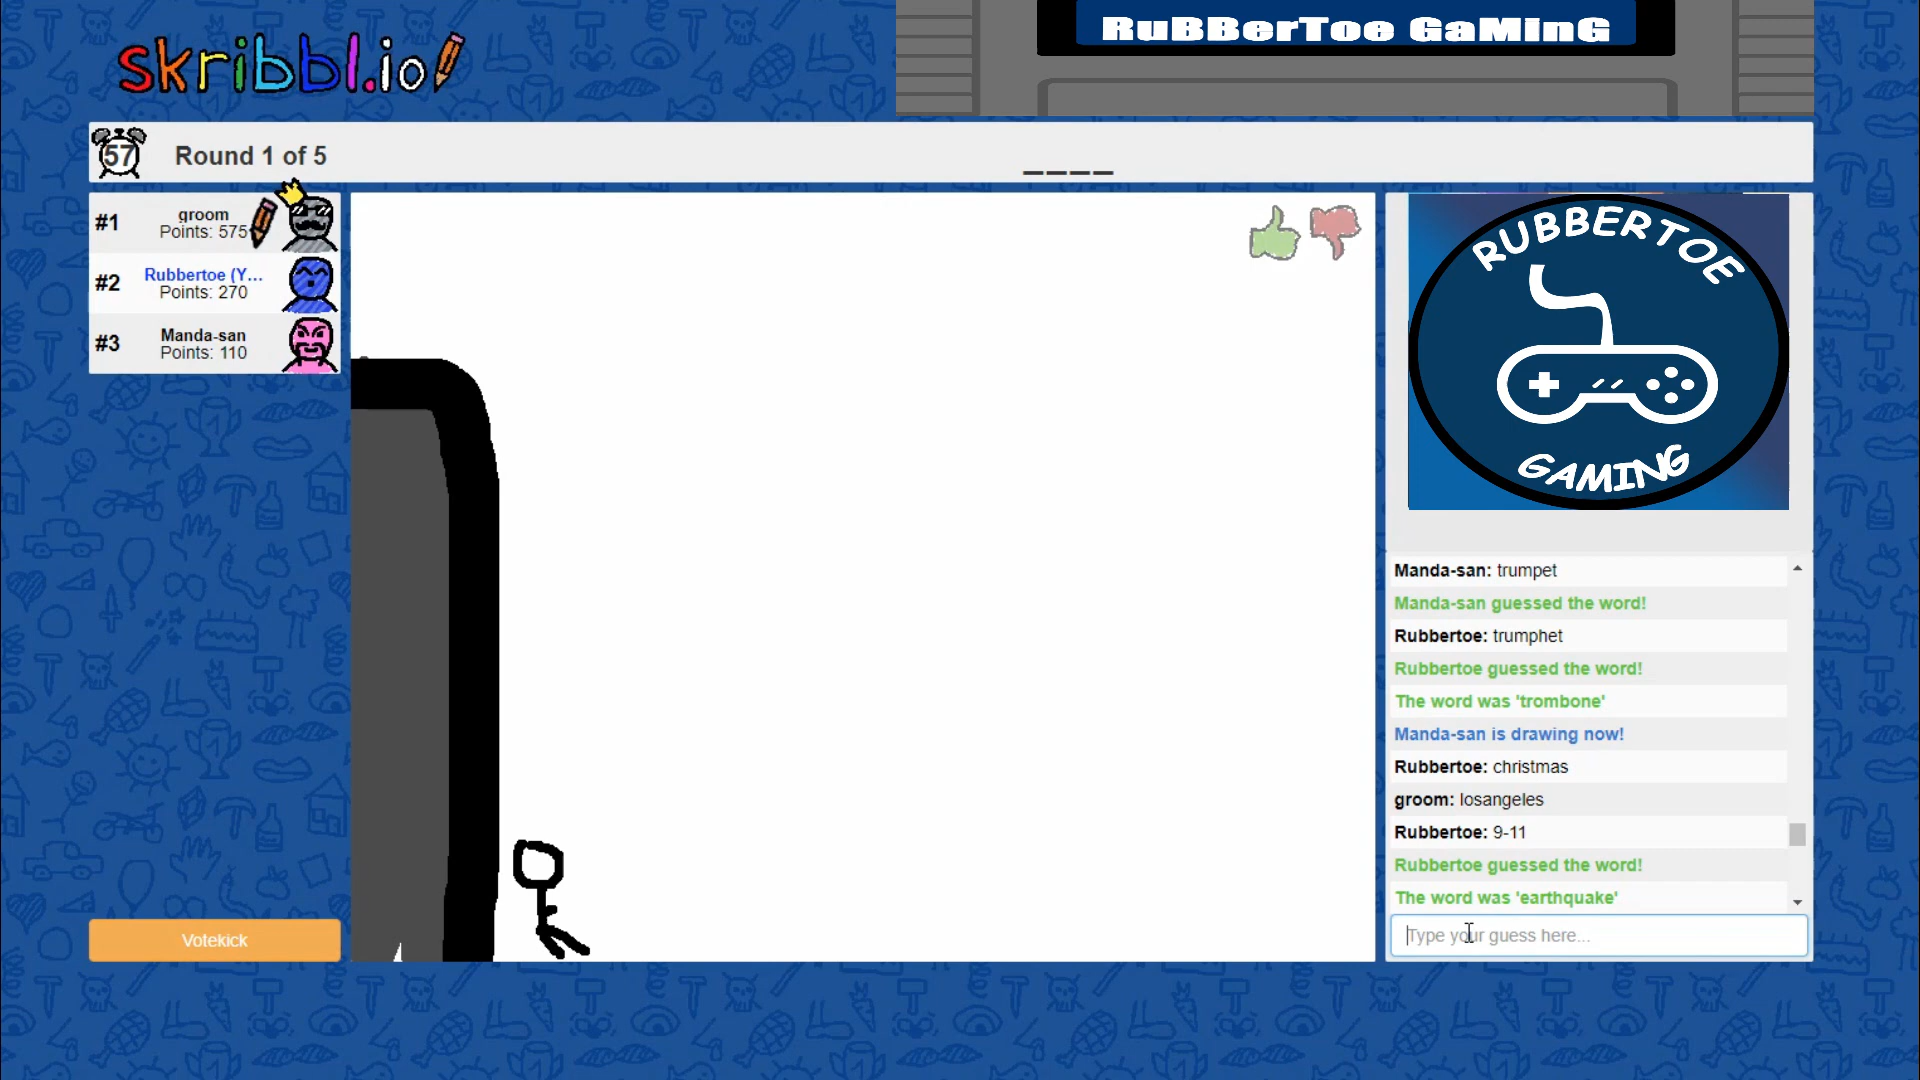 RuBBerToe GaMinG
skribbl.io
57
Round 1 of 5
____
#1
groom
Points: 575
#2
Rubbertoe (Y...
Points: 270
#3
Manda-san
Points: 110
RUBBERTOE
GAMING
Manda-san: trumpet
Manda-san guessed the word!
Rubbertoe: trumphet
Rubbertoe guessed the word!
The word was 'trombone'
Manda-san is drawing now!
Rubbertoe: christmas
groom: losangeles
Rubbertoe: 9-11
Rubbertoe guessed the word!
The word was 'earthquake'
Type your guess here...
Votekick